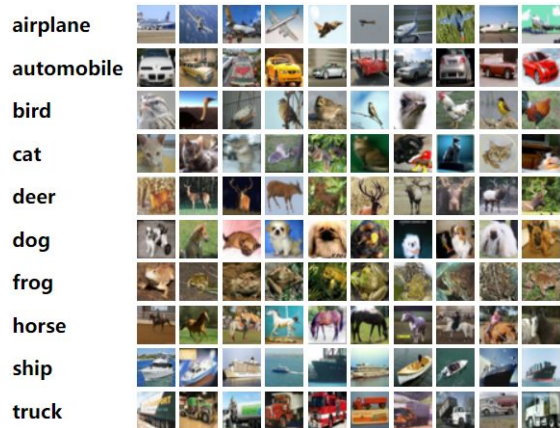 airplane
automobile
bird
cat
deer
dog
frog
horse
ship
truck